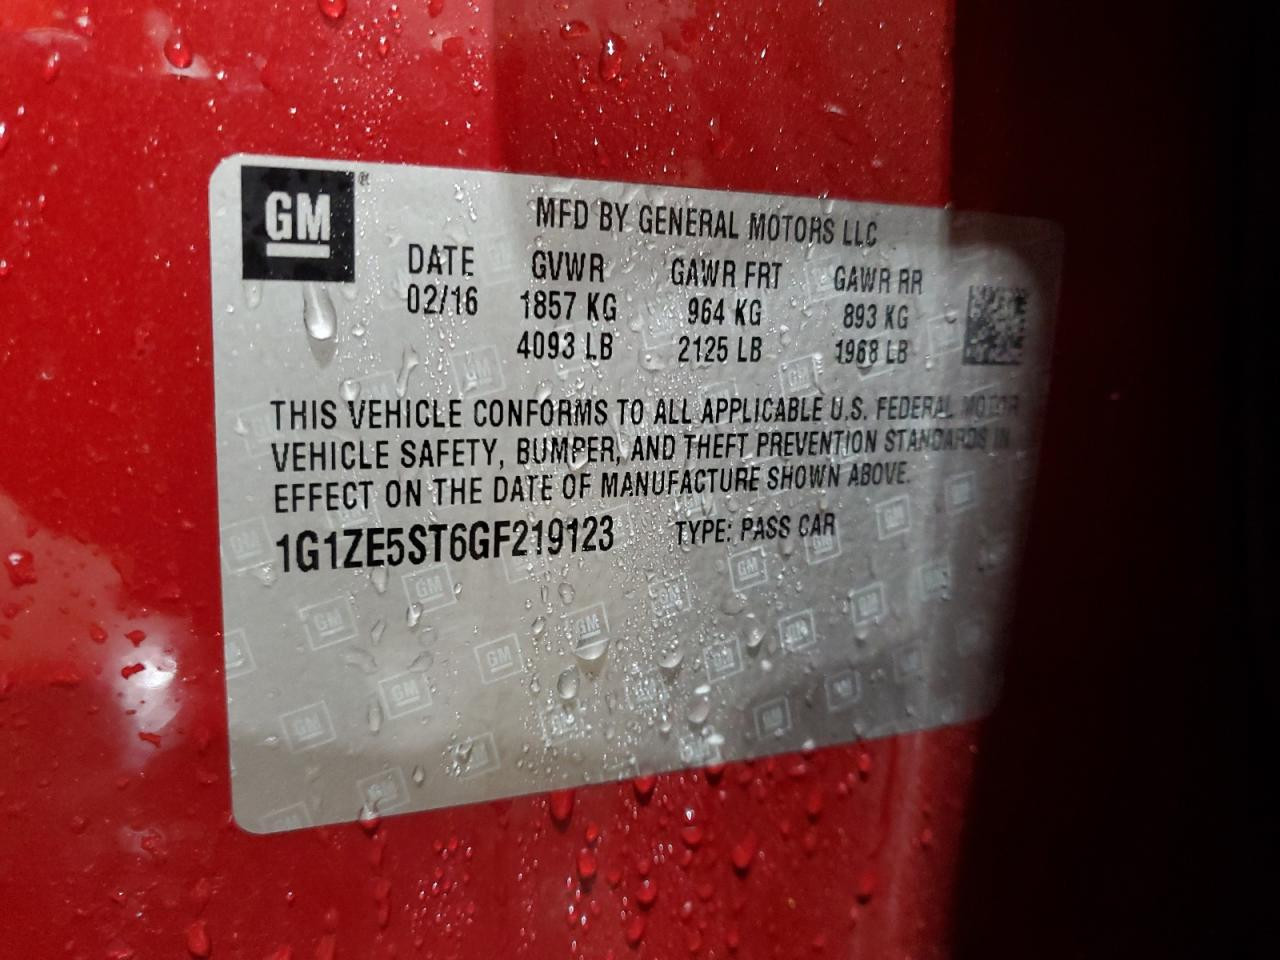 GM®
MFD BY GENERAL MOTORS LLC
DATE GVWR GAWR FRT GAWR RR
02/16 1857 KG 964 KG 893 KG
4093 LB 2125 LB 1968 LB
THIS VEHICLE CONFORMS TO ALL APPLICABLE U.S. FEDERAL MOTOR
VEHICLE SAFETY, BUMPER, AND THEFT PREVENTION STANDARDS IN
EFFECT ON THE DATE OF MANUFACTURE SHOWN ABOVE.
1G1ZE5ST6GF219123 TYPE: PASS CAR